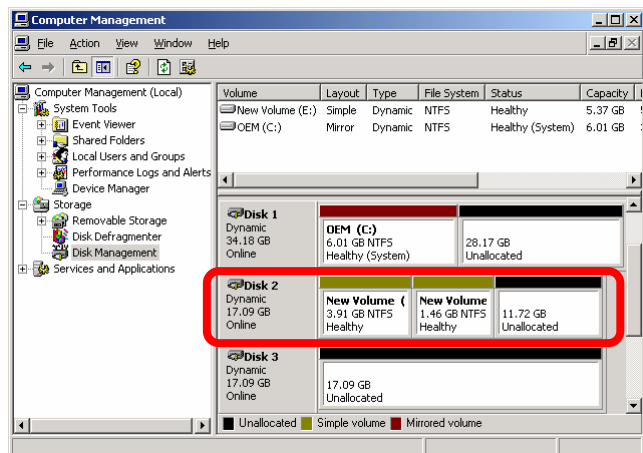 Computer Management
File Action View Window Help
Computer Management (Local)
System Tools
Event Viewer
Shared Folders
Local Users and Groups
Performance Logs and Alerts
Device Manager
Storage
Removable Storage
Disk Defragmenter
Disk Management
Services and Applications
Volume Layout Type File System Status Capacity
New Volume (E:) Simple Dynamic NTFS Healthy 5.37 GB
OEM (C:) Mirror Dynamic NTFS Healthy (System) 6.01 GB
Disk 1
Dynamic
34.18 GB
Online
OEM (C:)
6.01 GB NTFS
Healthy (System)
28.17 GB
Unallocated
Disk 2
Dynamic
17.09 GB
Online
New Volume (
3.91 GB NTFS
Healthy
New Volume
1.46 GB NTFS
Healthy
11.72 GB
Unallocated
Disk 3
Dynamic
17.09 GB
Online
17.09 GB
Unallocated
Unallocated Simple volume Mirrored volume